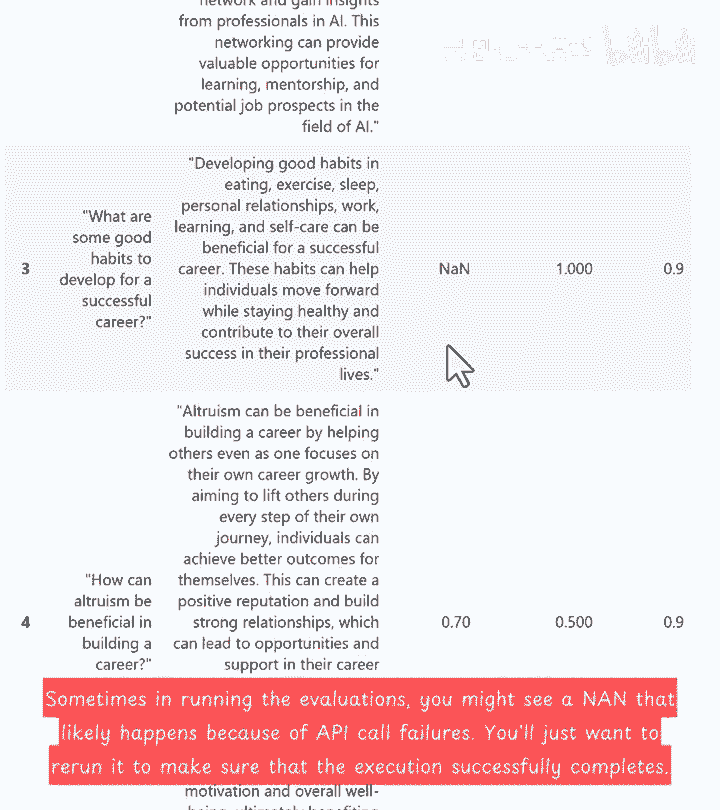 network and gain insights
from professionals in AI. This
networking can provide
valuable opportunities for
learning, mentorship, and
potential job prospects in the
field of AI."
"Developing good habits in
eating, exercise, sleep,
personal relationships, work,
learning, and self-care can be
beneficial for a successful
career. These habits can help
individuals move forward
while staying healthy and
contribute to their overall
success in their professional
lives."
"What are
some good
habits to
develop for a
successful
career?"
3
NaN
1.000
0.9
"Altruism can be beneficial in
building a career by helping
others even as one focuses on
their own career growth. By
aiming to lift others during
every step of their own
journey, individuals can
achieve better outcomes for
themselves. This can create a
positive reputation and build
strong relationships, which
can lead to opportunities and
support in their career
"How can
altruism be
beneficial in
building a
career?"
4
0.70
0.500
0.9
Sometimes in running the evaluations, you might see a NAN that
likely happens because of API call failures. You'll just want to
rerun it to make sure that the execution successfully completes.
motivation and overall well-
being, ultimately benefiting